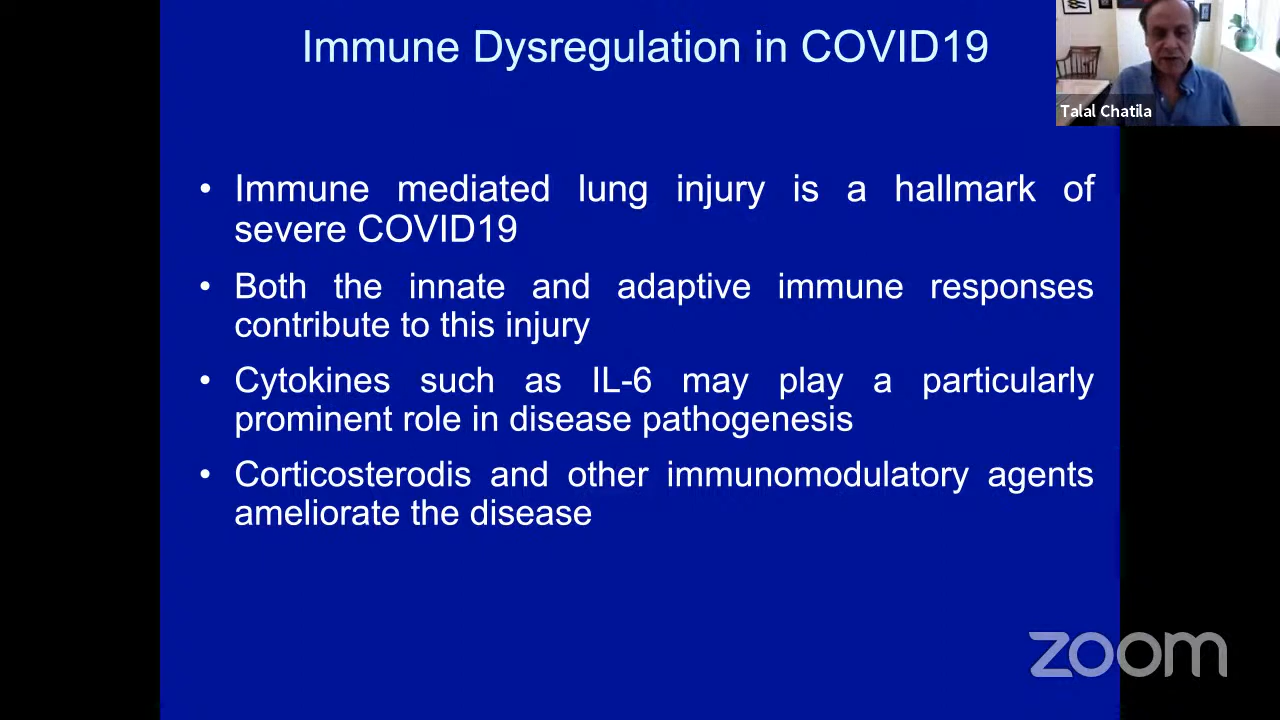 Immune Dysregulation in COVID19
Talal Chatila
• Immune mediated lung injury is a hallmark of
severe COVID19
• Both the innate and adaptive immune responses
contribute to this injury
• Cytokines such as IL-6 may play a particularly
prominent role in disease pathogenesis
• Corticosterodis and other immunomodulatory agents
ameliorate the disease
zoom